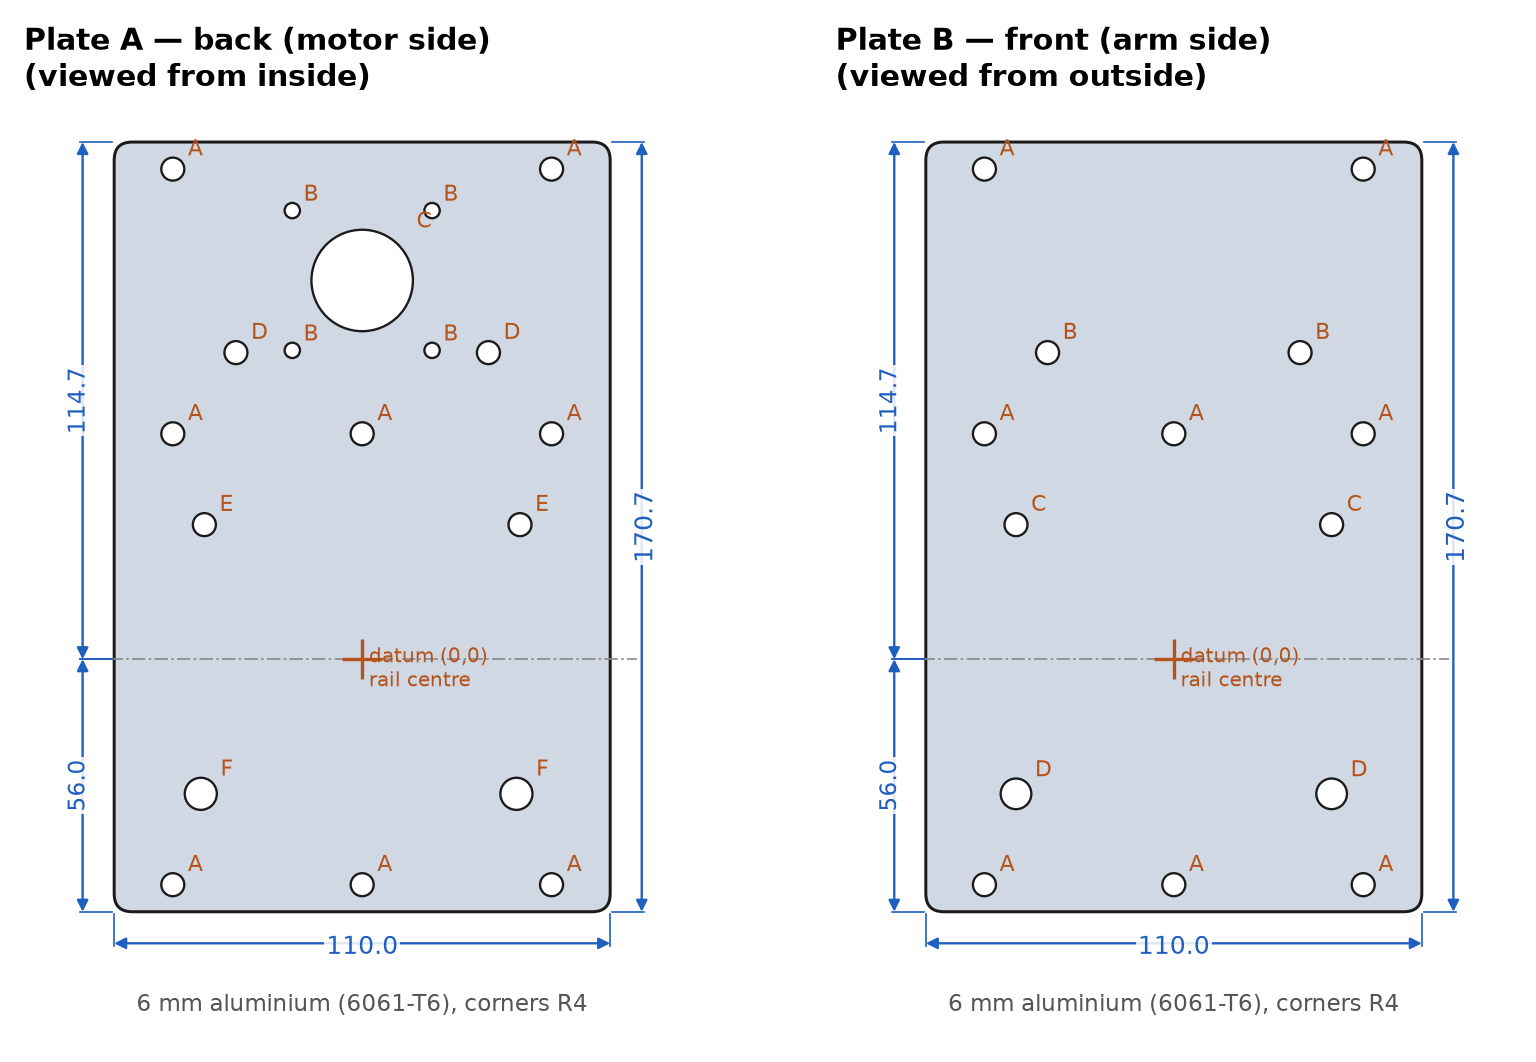 Plate A — back (motor side)
(viewed from inside)
A
A
B
B
C
D
B
B
D
A
A
A
E
E
datum (0,0)
rail centre
F
F
A
A
A
114.7
56.0
170.7
110.0
6 mm aluminium (6061-T6), corners R4
Plate B — front (arm side)
(viewed from outside)
A
A
B
B
A
A
A
C
C
datum (0,0)
rail centre
D
D
A
A
A
114.7
56.0
170.7
110.0
6 mm aluminium (6061-T6), corners R4